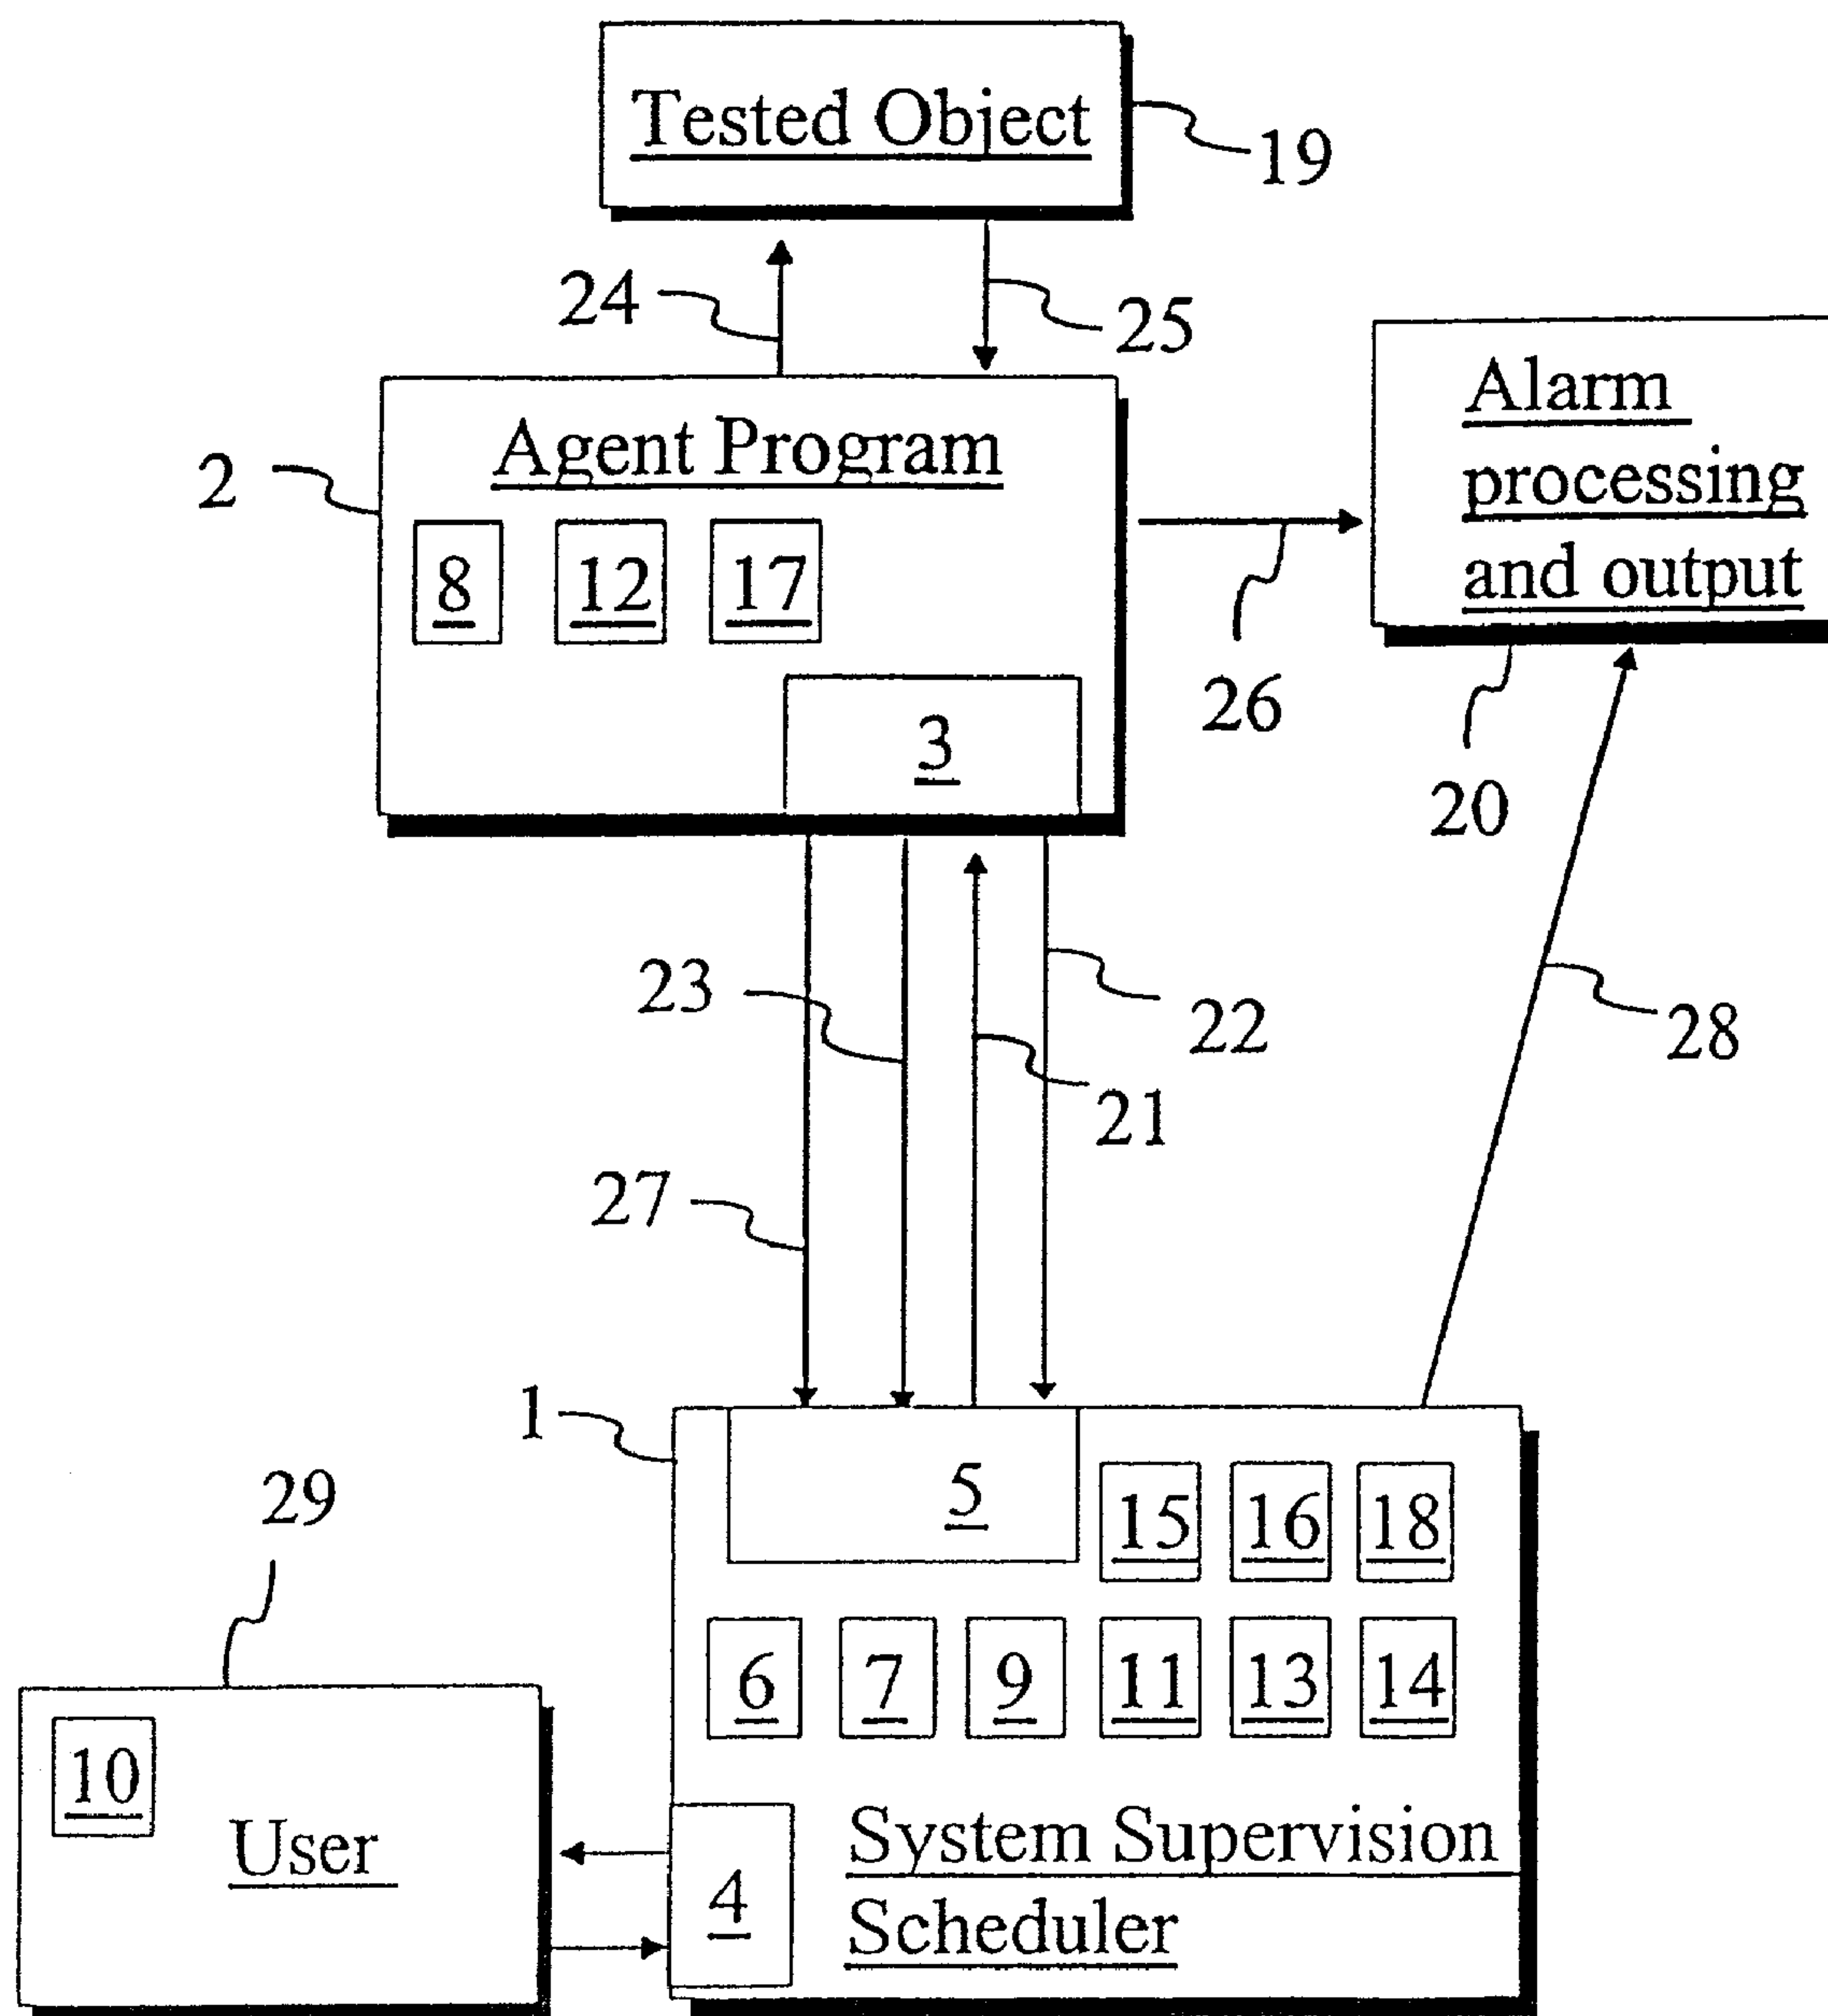 Tested Object
19
24
25
Agent Program
2
8 12 17
3
Alarm
processing
and output
26
20
23
22
21
28
27
1
5
15 16 18
6 7 9 11 13 14
29
10
User
4
System Supervision
Scheduler